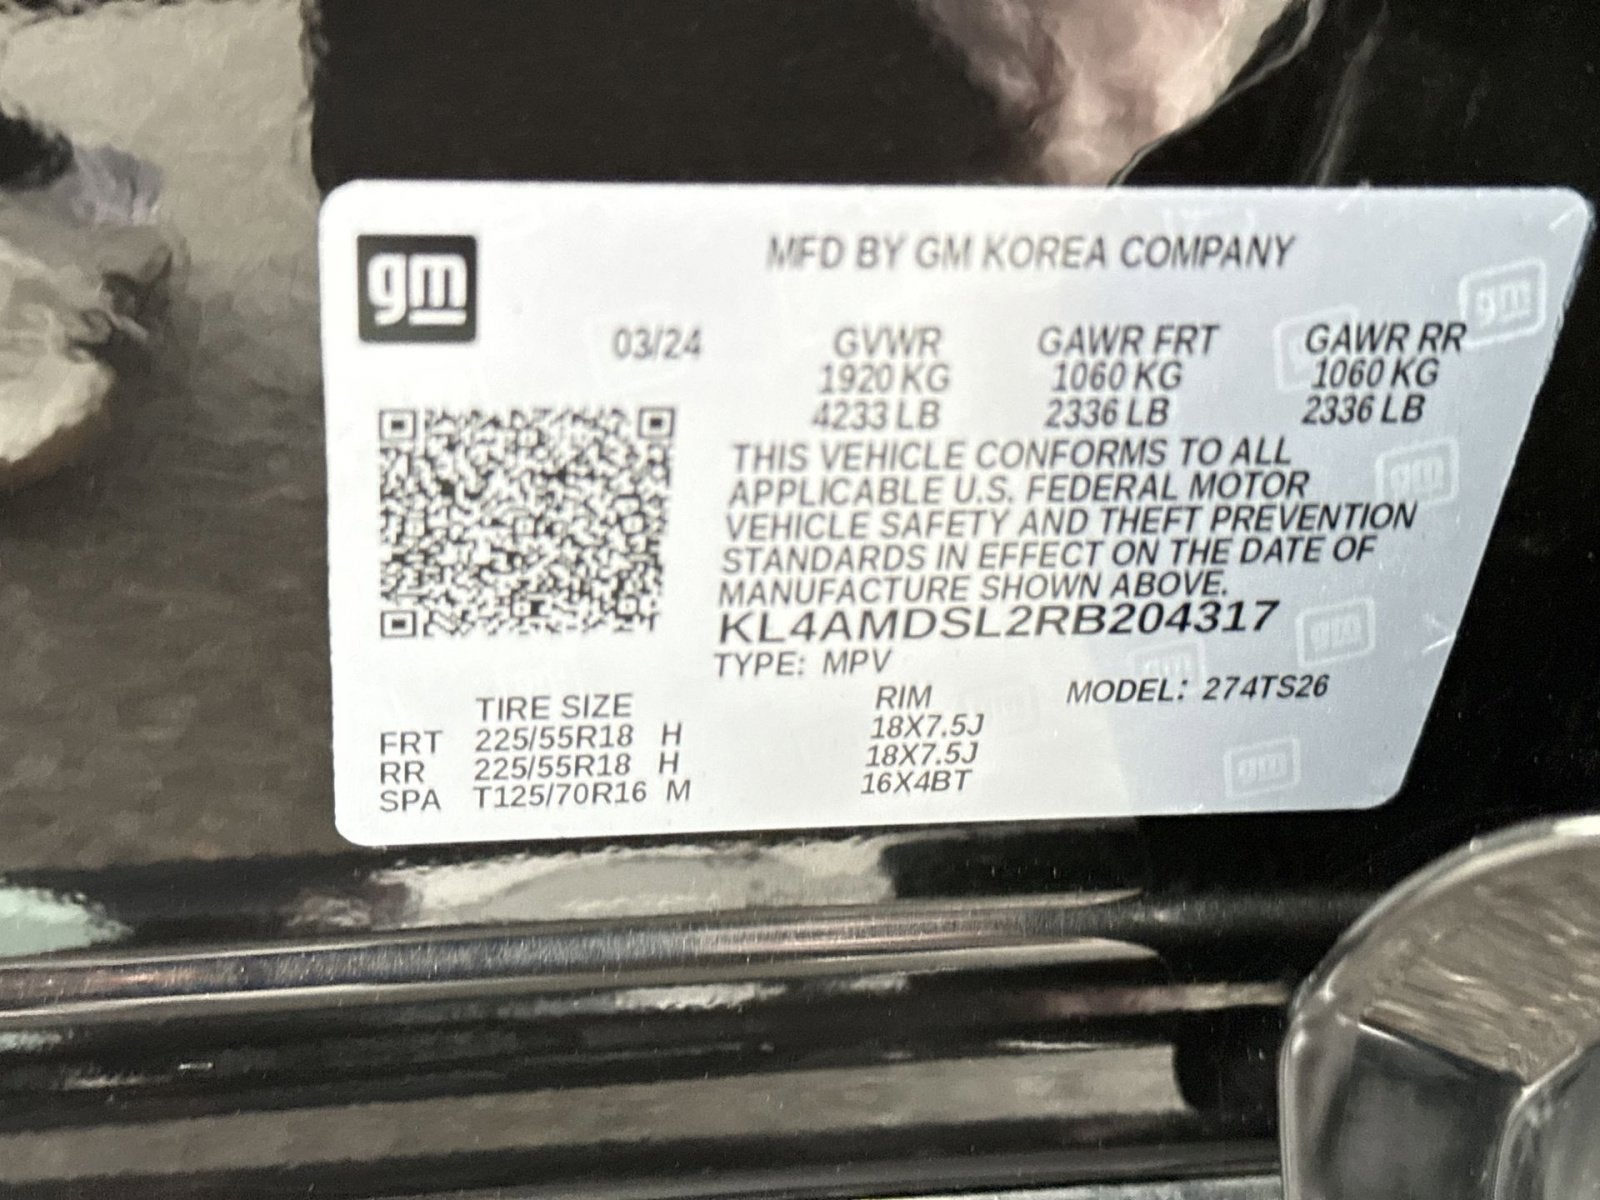 gm
MFD BY GM KOREA COMPANY
03/24 GVWR GAWR FRT GAWR RR
1920 KG 1060 KG 1060 KG
4233 LB 2336 LB 2336 LB
THIS VEHICLE CONFORMS TO ALL
APPLICABLE U.S. FEDERAL MOTOR
VEHICLE SAFETY AND THEFT PREVENTION
STANDARDS IN EFFECT ON THE DATE OF
MANUFACTURE SHOWN ABOVE.
KL4AMDSL2RB204317
TYPE: MPV
MODEL: 274TS26
TIRE SIZE RIM
FRT 225/55R18 H 18X7.5J
RR 225/55R18 H 18X7.5J
SPA T125/70R16 M 16X4BT